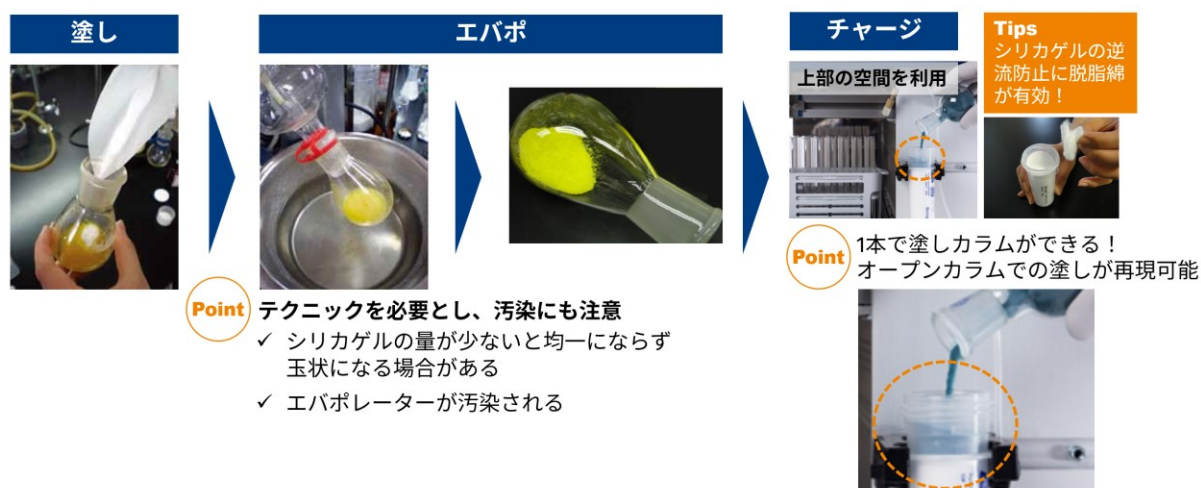 塗し
エバポ
チャージ
Tips
シリカゲルの逆
流防止に脱脂綿
が有効！
上部の空間を利用
Point
1本で塗しカラムができる！
オープンカラムでの塗しが再現可能
Point
テクニックを必要とし、汚染にも注意
✓ シリカゲルの量が少ないと均一にならず
玉状になる場合がある
✓ エバポレーターが汚染される